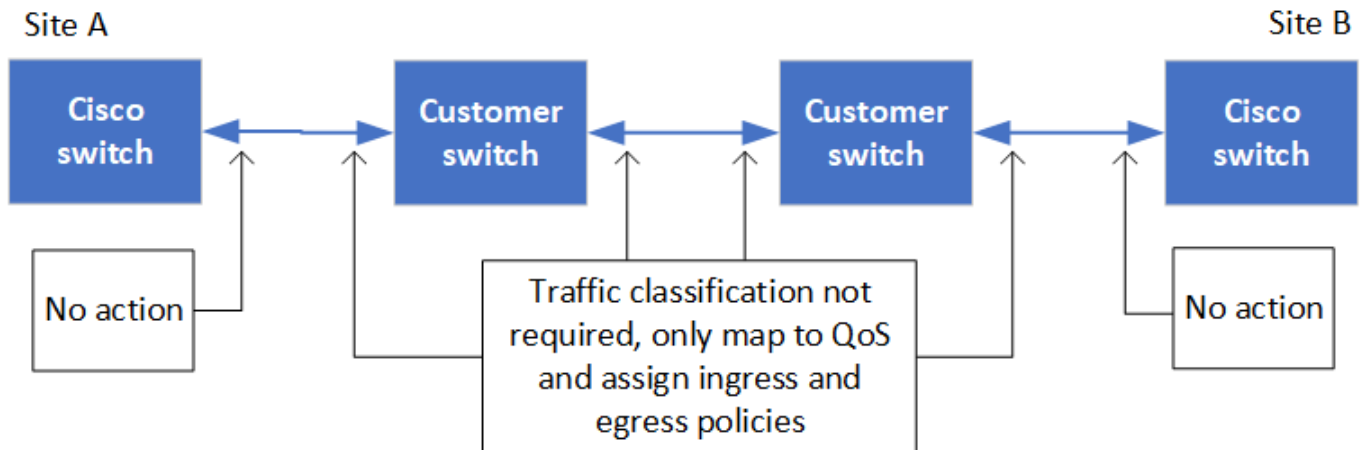 Site A
Site B
Cisco
switch
Customer
switch
Customer
switch
Cisco
switch
No action
Traffic classification not
required, only map to QoS
and assign ingress and
egress policies
No action